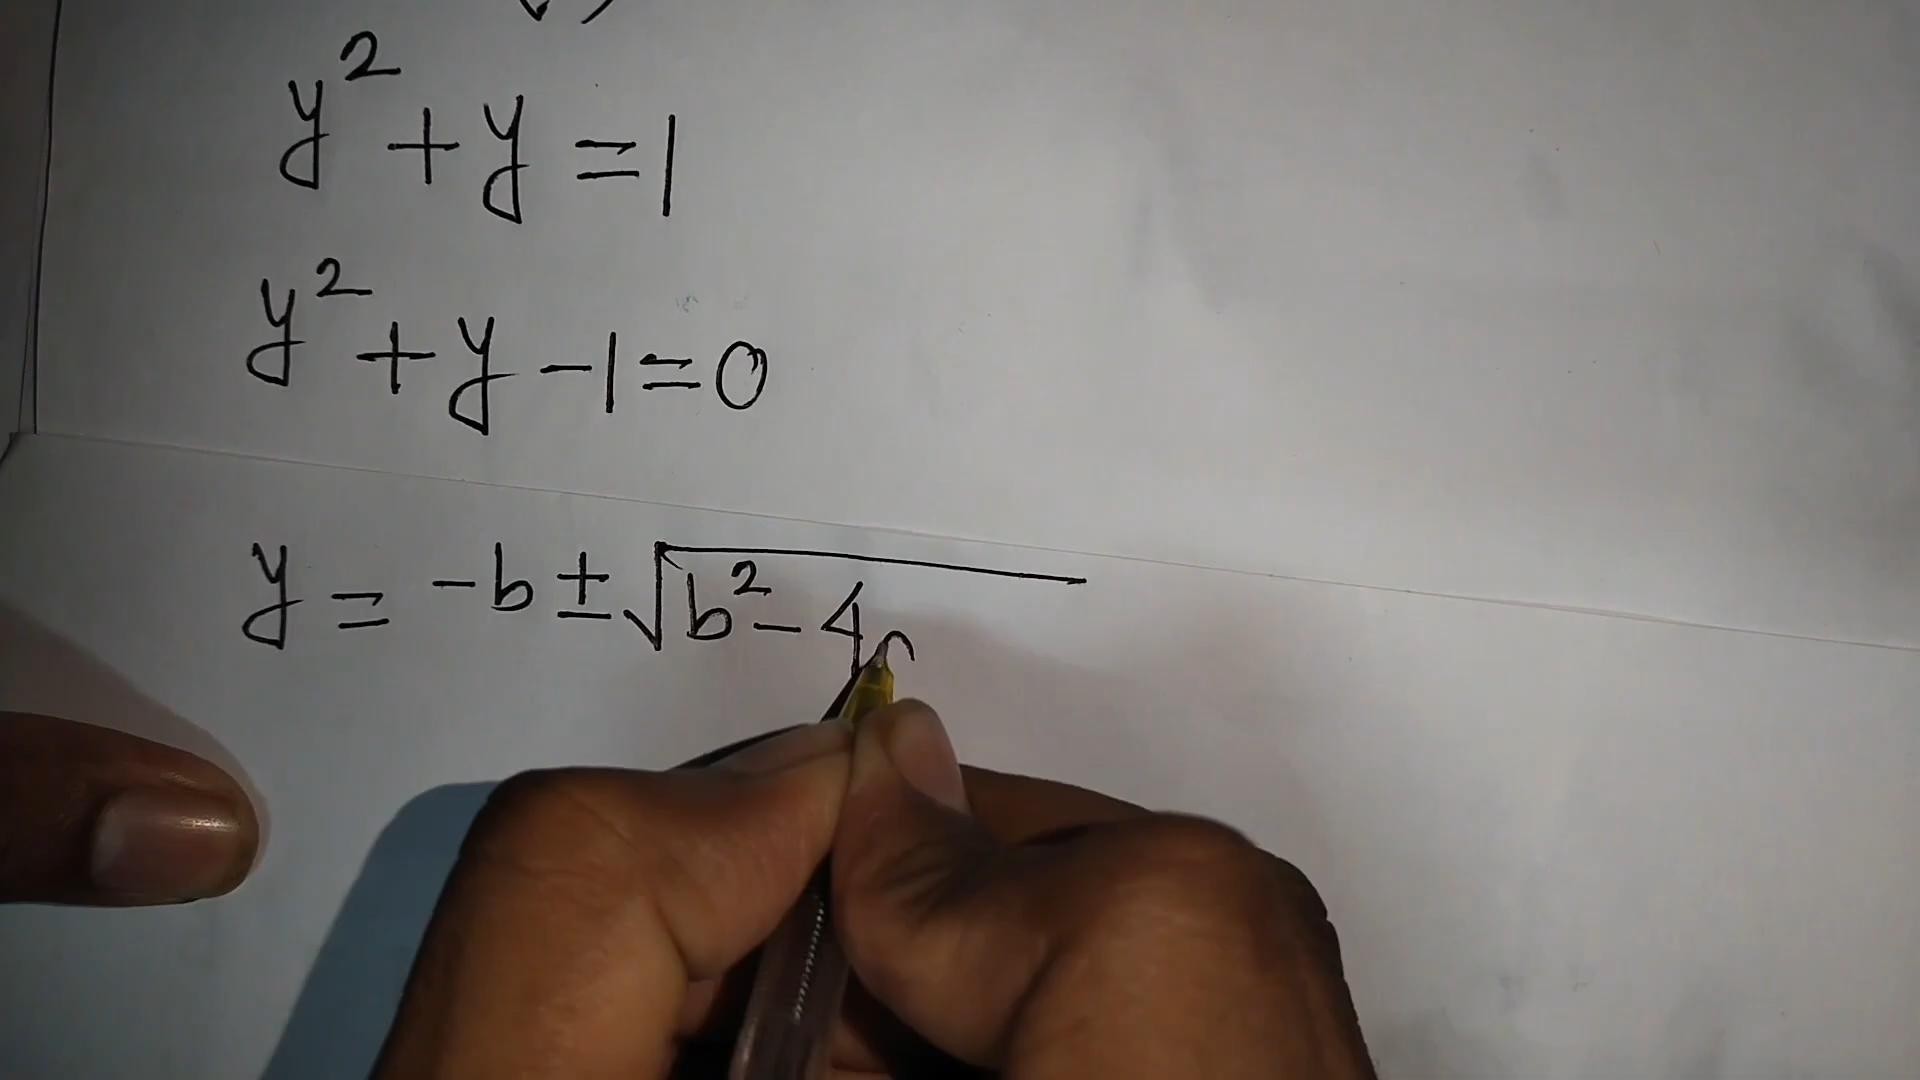 y² + y = 1
y² + y - 1 = 0
y = -b ± √b² - 4